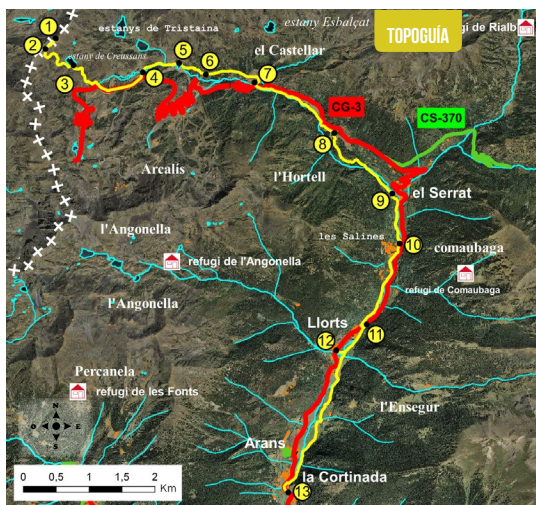 estany Esbalçat
TOPOGUÍA
gi de Rialb
estanys de Tristaina
1
2
estany de Creussans
el Castellar
5
6
3
4
7
CG-3
CS-370
8
Arcalís
l'Hortell
9
el Serrat
l'Angonella
les Salines
10
comaubaga
refugi de l'Angonella
refugi de Comaubaga
l'Angonella
Llorts
11
12
Percanela
refugi de les Fonts
l'Ensegur
N
O
E
S
Arans
la Cortinada
13
0 0,5 1 1,5 2
Km